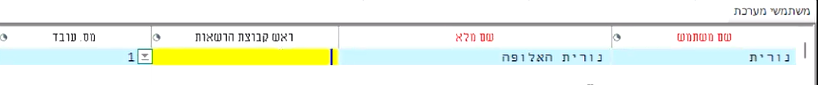 משתמשי מערכת
שם משתמש שם מלא ראש קבוצת הרשאות מס. עובד
נורית נורית האלופה 1